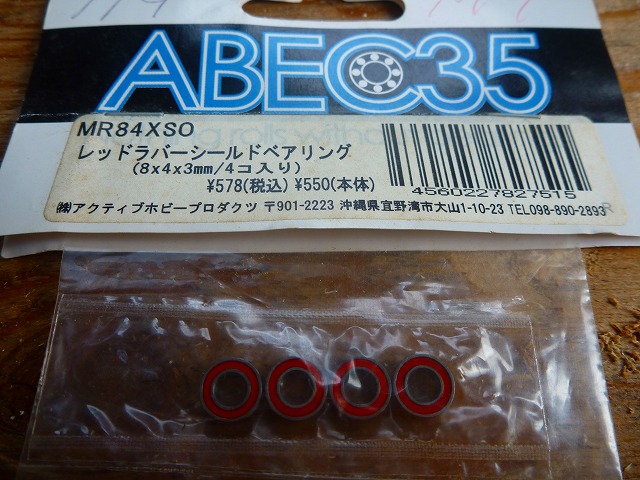 ABEC35
MR84XSO
レッドラバーシールドベアリング
(8x4x3mm/4コ入り)
¥578(税込) ¥550(本体)
4560227827515
㈱アクティブホビープロダクツ 〒901-2223 沖縄県宜野湾市大山1-10-23 TEL098-890-2893
R